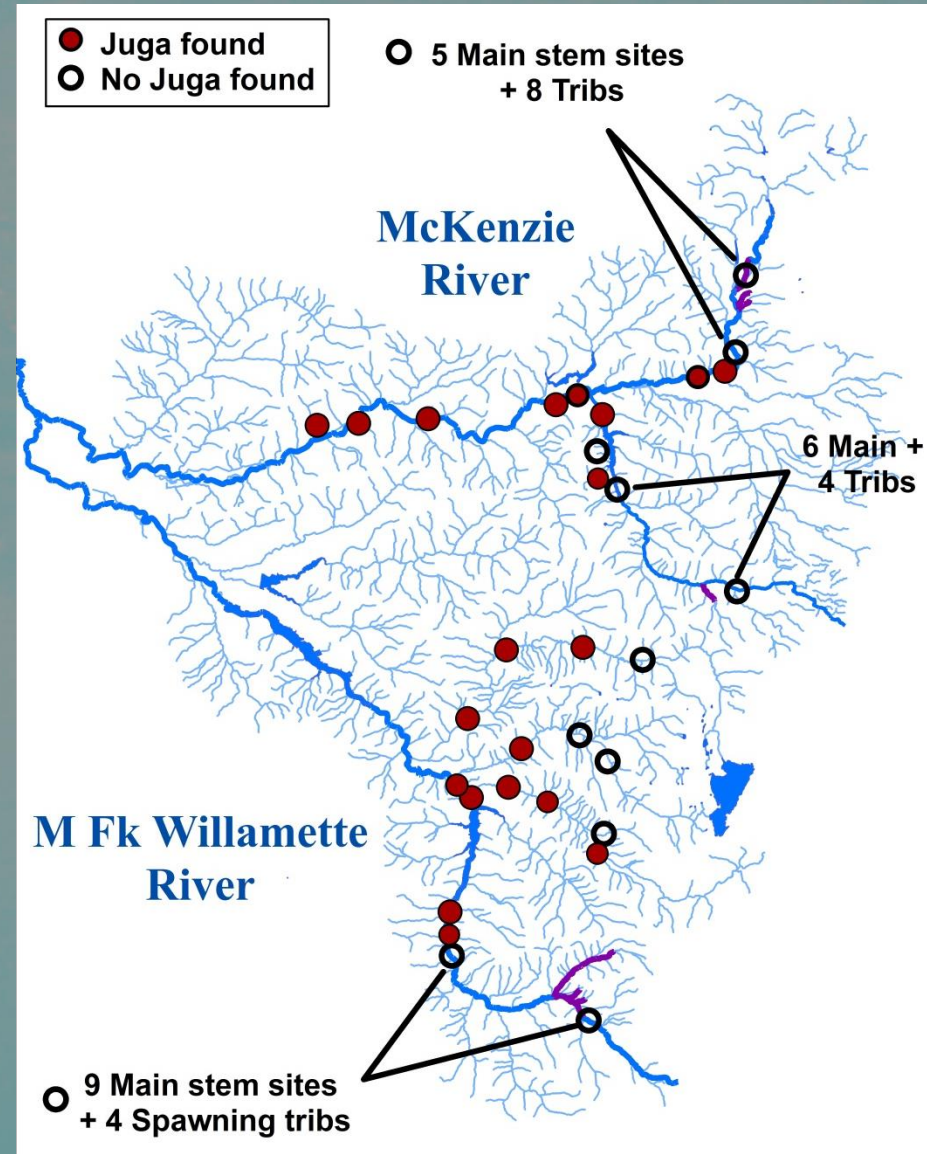 Juga found
No Juga found
5 Main stem sites
+ 8 Tribs
McKenzie
River
6 Main +
4 Tribs
M Fk Willamette
River
9 Main stem sites
+ 4 Spawning tribs